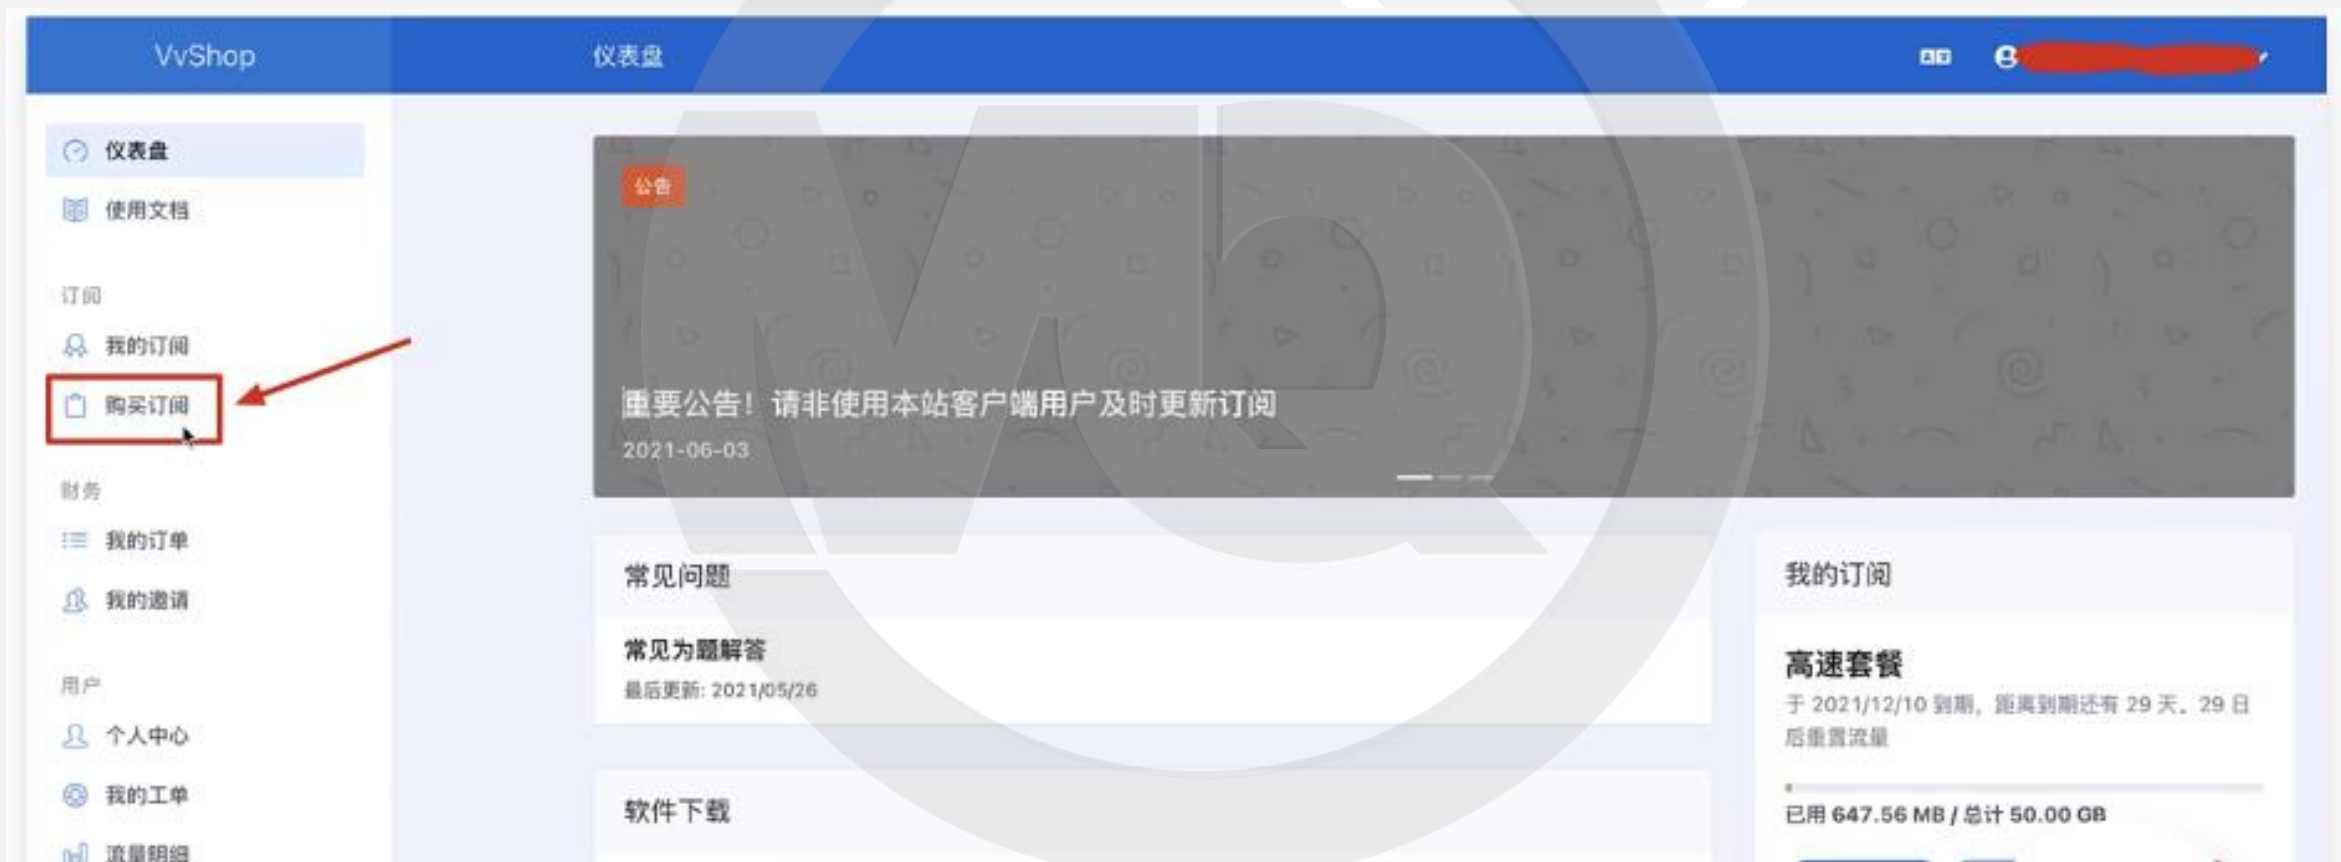 VvShop
仪表盘
仪表盘
使用文档
订阅
我的订阅
购买订阅
财务
我的订单
我的邀请
用户
个人中心
我的工单
流量明细
公告
重要公告！请非使用本站客户端用户及时更新订阅
2021-06-03
常见问题
常见为题解答
最后更新: 2021/05/26
软件下载
我的订阅
高速套餐
于 2021/12/10 到期，距离到期还有 29 天。29 日
后重置流量
已用 647.56 MB / 总计 50.00 GB